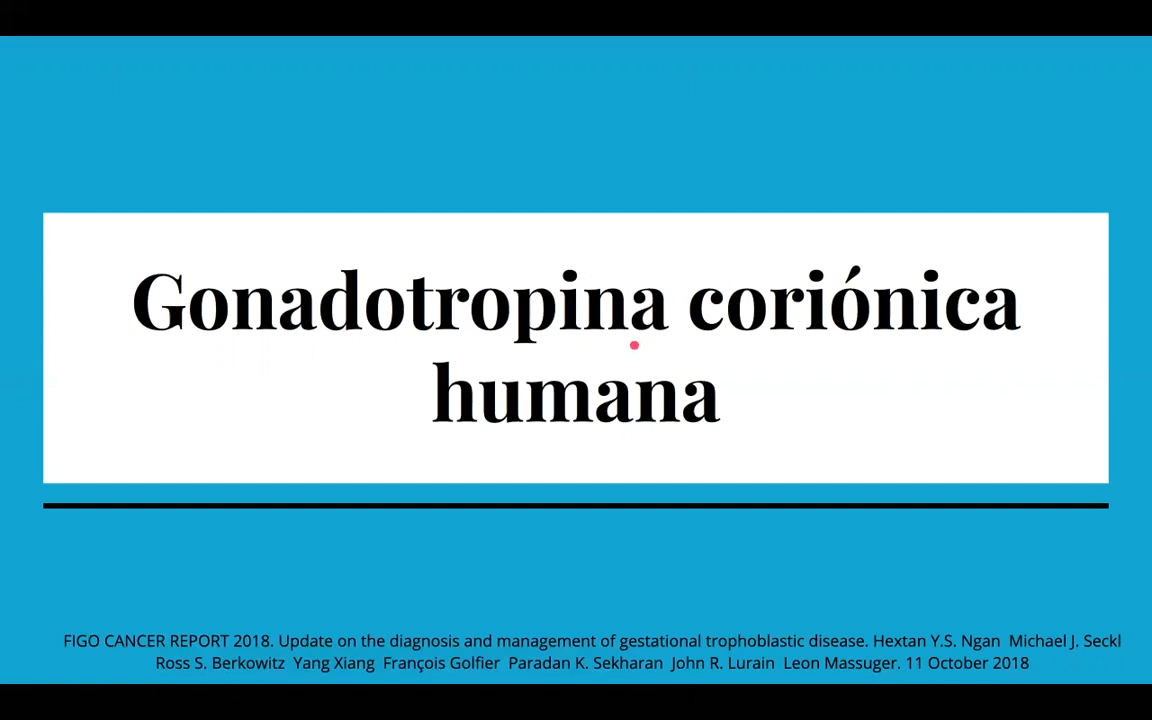 Gonadotropina coriónica
humana
FIGO CANCER REPORT 2018. Update on the diagnosis and management of gestational trophoblastic disease. Hextan Y.S. Ngan Michael J. Seckl
Ross S. Berkowitz Yang Xiang François Golfier Paradan K. Sekharan John R. Lurain Leon Massuger. 11 October 2018